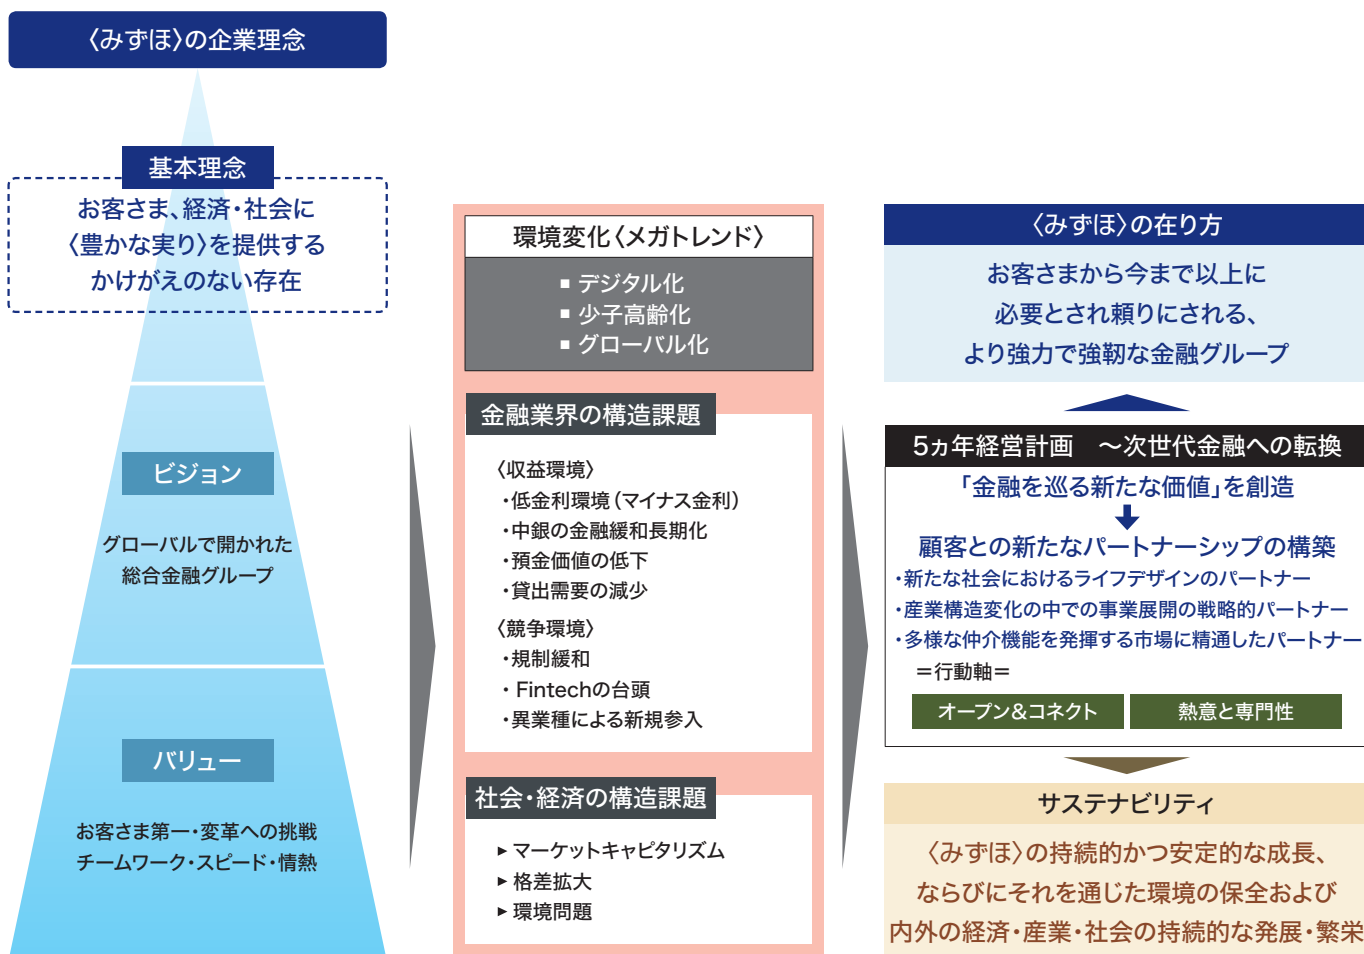 〈みずほ〉の企業理念
基本理念
お客さま、経済・社会に
〈豊かな実り〉を提供する
かけがえのない存在
ビジョン
グローバルで開かれた
総合金融グループ
バリュー
お客さま第一・変革への挑戦
チームワーク・スピード・情熱
環境変化〈メガトレンド〉
■ デジタル化
■ 少子高齢化
■ グローバル化
金融業界の構造課題
〈収益環境〉
・低金利環境（マイナス金利）
・中銀の金融緩和長期化
・預金価値の低下
・貸出需要の減少
〈競争環境〉
・規制緩和
・Fintechの台頭
・異業種による新規参入
社会・経済の構造課題
▶ マーケットキャピタリズム
▶ 格差拡大
▶ 環境問題
〈みずほ〉の在り方
お客さまから今まで以上に
必要とされ頼りにされる、
より強力で強靭な金融グループ
5ヵ年経営計画　～次世代金融への転換
「金融を巡る新たな価値」を創造
顧客との新たなパートナーシップの構築
・新たな社会におけるライフデザインのパートナー
・産業構造変化の中での事業展開の戦略的パートナー
・多様な仲介機能を発揮する市場に精通したパートナー
＝行動軸＝
オープン＆コネクト
熱意と専門性
サステナビリティ
〈みずほ〉の持続的かつ安定的な成長、
ならびにそれを通じた環境の保全および
内外の経済・産業・社会の持続的な発展・繁栄